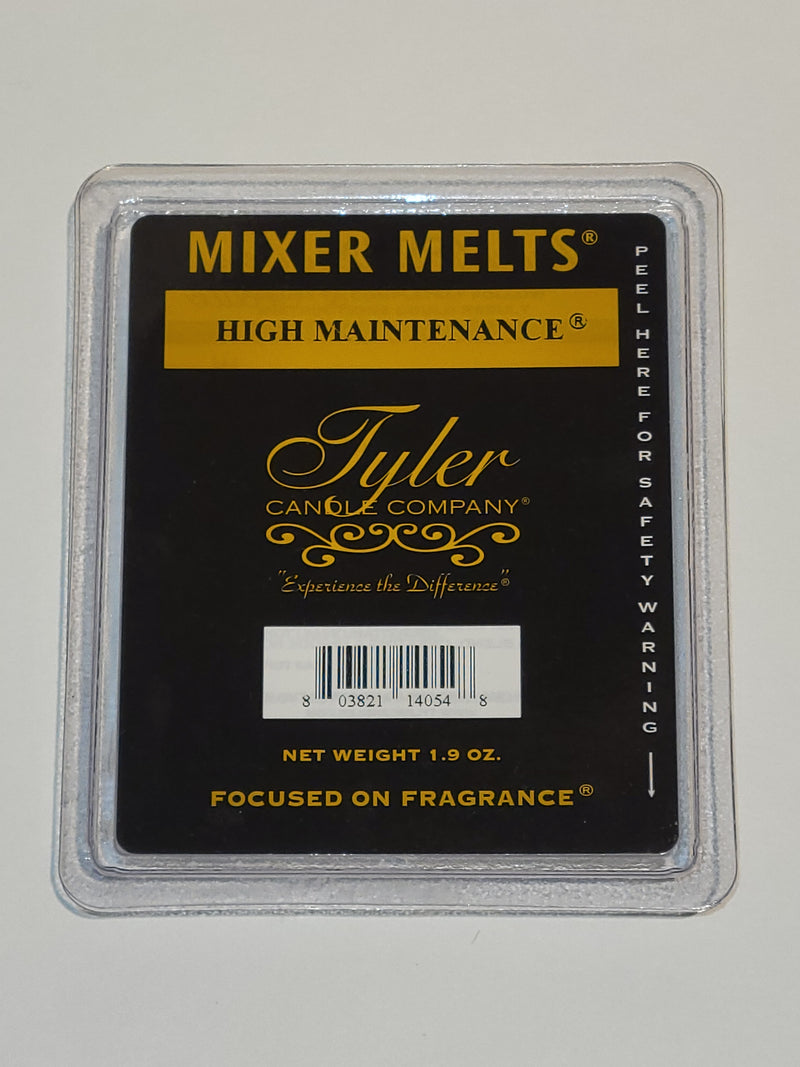 MIXER MELTS®
HIGH MAINTENANCE®
Tyler
CANDLE COMPANY®
"Experience the Difference"®
8 03821 14054 8
NET WEIGHT 1.9 OZ.
FOCUSED ON FRAGRANCE®
PEEL HERE FOR SAFETY WARNING